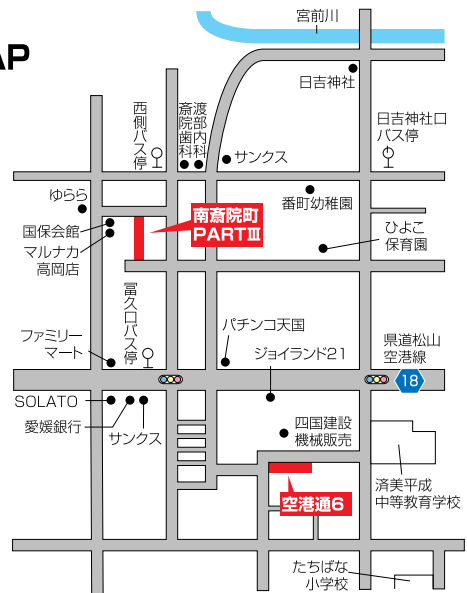 宮前川
AP
日吉神社
西側バス停
斎院歯科
渡部内科
サンクス
日吉神社口
バス停
ゆらら
番町幼稚園
南斎院町
PARTⅢ
国保会館
マルナカ
高岡店
ひよこ
保育園
冨久口バス停
パチンコ天国
ファミリー
マート
ジョイランド21
県道松山
空港線
18
SOLATO
愛媛銀行
サンクス
四国建設
機械販売
済美平成
中等教育学校
空港通6
たちばな
小学校